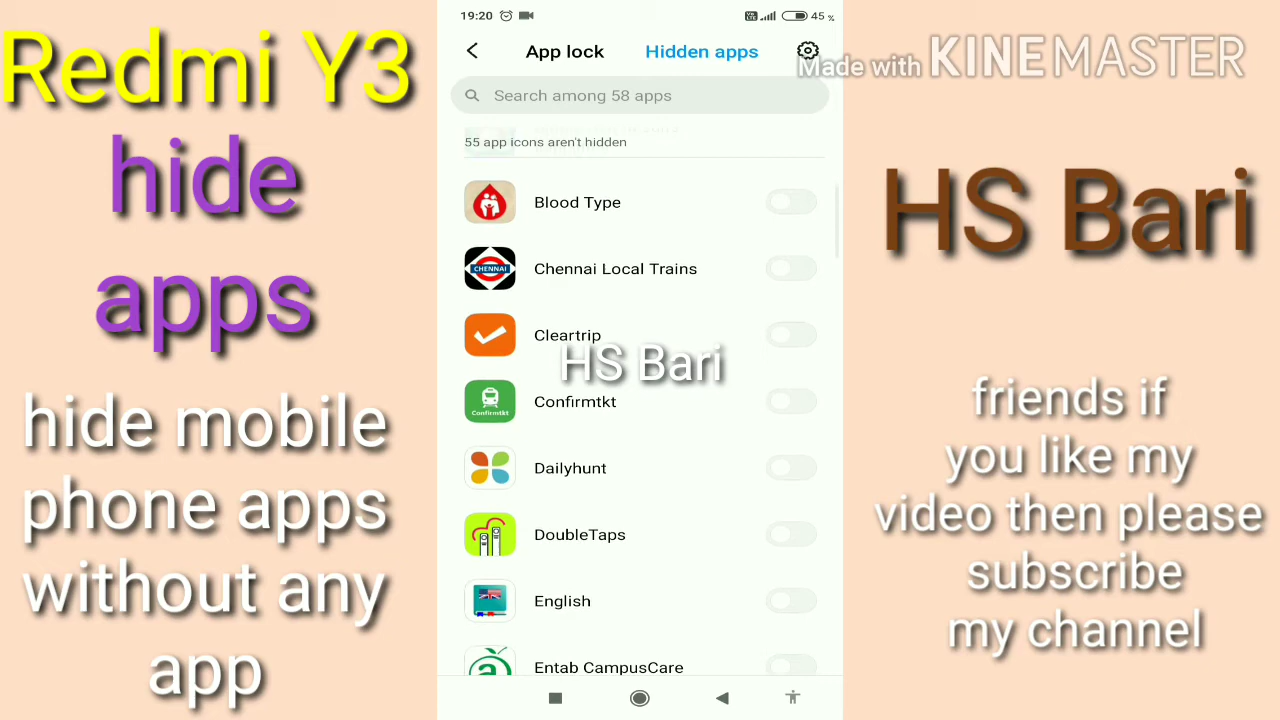 Redmi Y3
hide
apps
hide mobile
phone apps
without any
app
19:20
45 %
App lock
Hidden apps
Search among 58 apps
55 app icons aren't hidden
Blood Type
CHENNAI
Chennai Local Trains
Cleartrip
HS Bari
Confirmtkt
Confirmtkt
Dailyhunt
DoubleTaps
English
Entab CampusCare
Made with KINEMASTER
HS Bari
friends if
you like my
video then please
subscribe
my channel